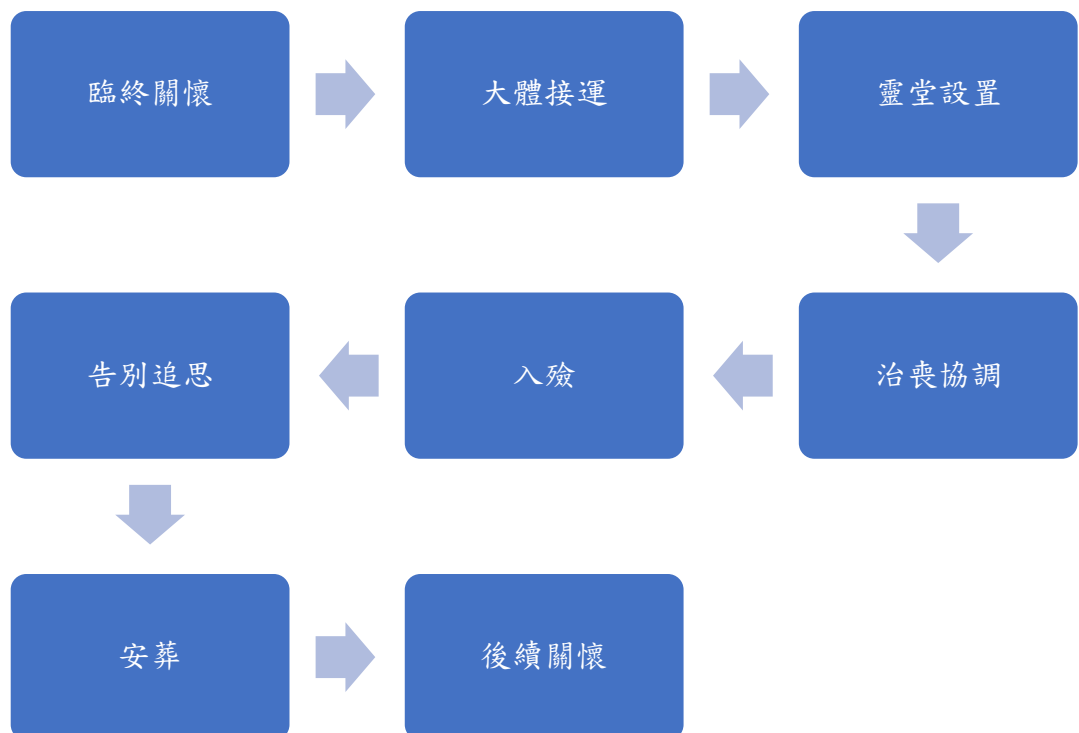 臨終關懷
大體接運
靈堂設置
治喪協調
入殮
告別追思
安葬
後續關懷